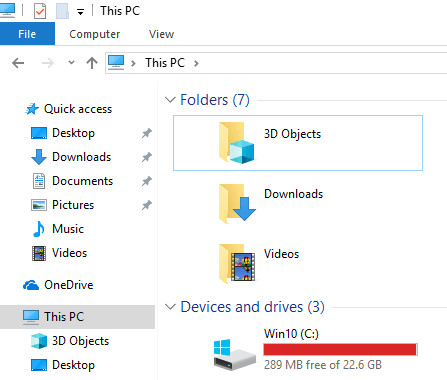 This PC
File
Computer
View
This PC
Quick access
Desktop
Downloads
Documents
Pictures
Music
Videos
OneDrive
This PC
3D Objects
Desktop
Folders (7)
3D Objects
Downloads
Videos
Devices and drives (3)
Win10 (C:)
289 MB free of 22.6 GB